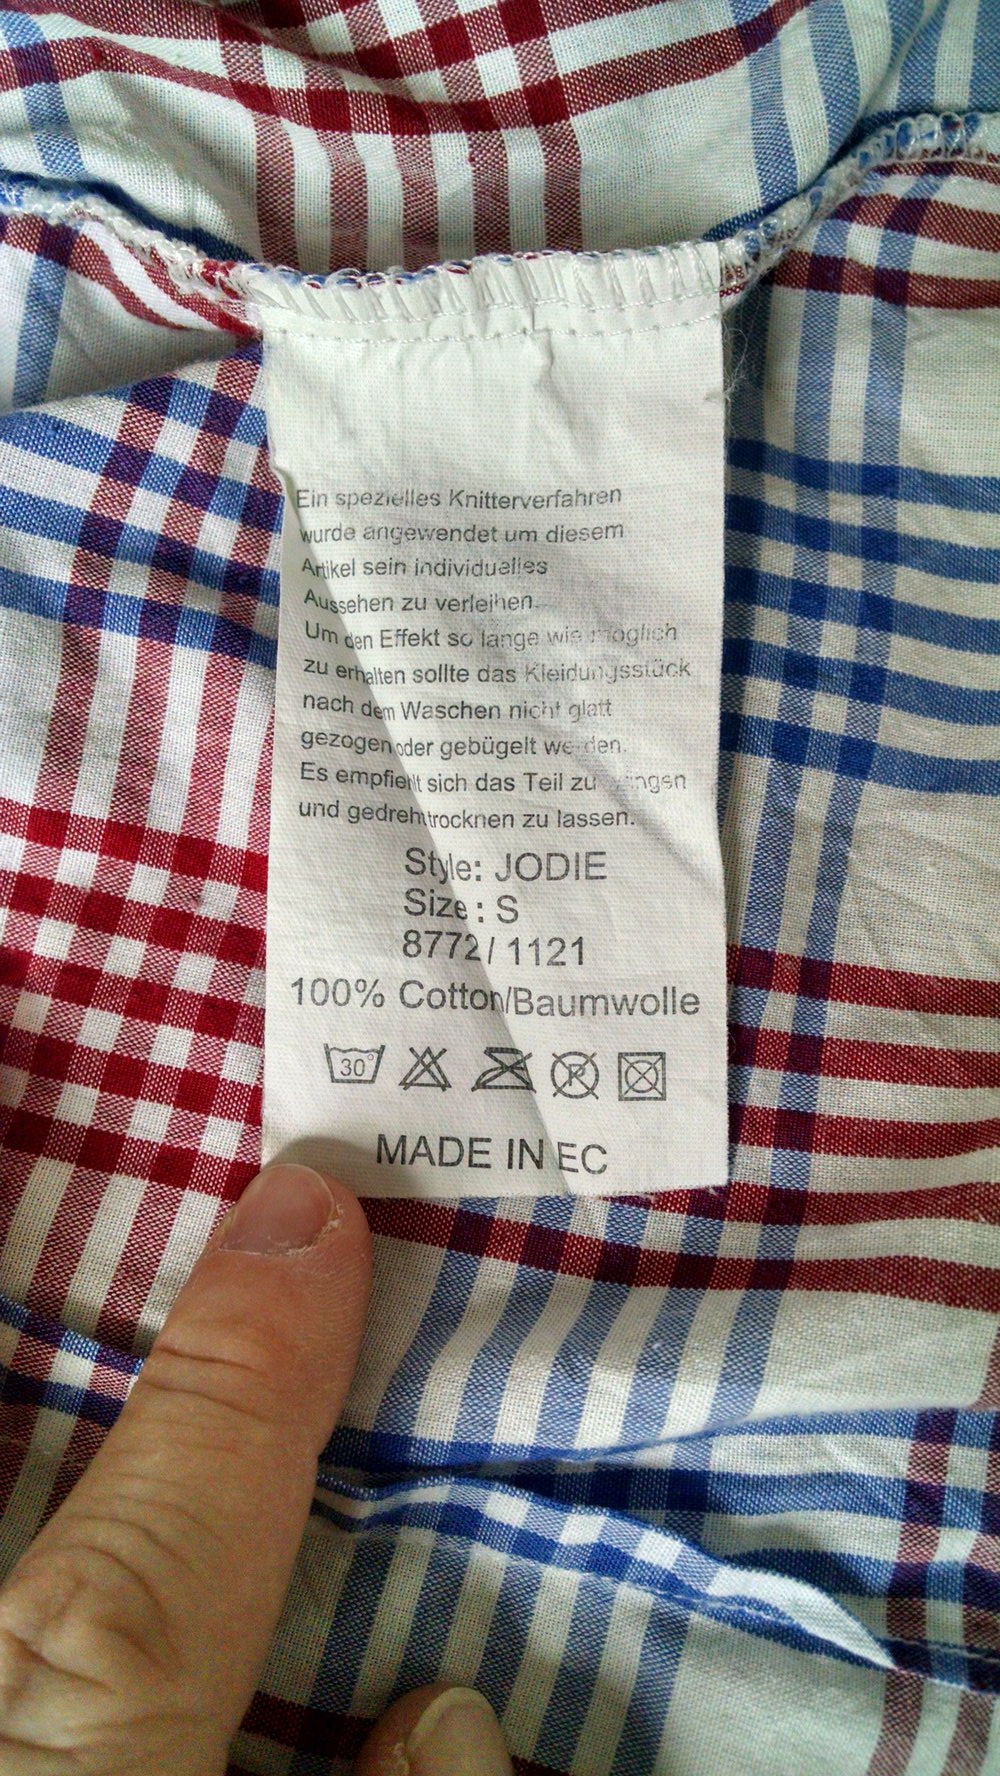 Ein spezielles Knitterverfahren
wurde angewendet um diesem
Artikel sein individuelles
Aussehen zu verleihen.
Um den Effekt so lange wie möglich
zu erhalten sollte das Kleidungsstück
nach dem Waschen nicht glatt
gezogen oder gebügelt werden.
Es empfiehlt sich das Teil zu
und gedreht trocknen zu lassen.
Style: JODIE
Size: S
8772/1121
100% Cotton/Baumwolle
30°
P
MADE IN EC